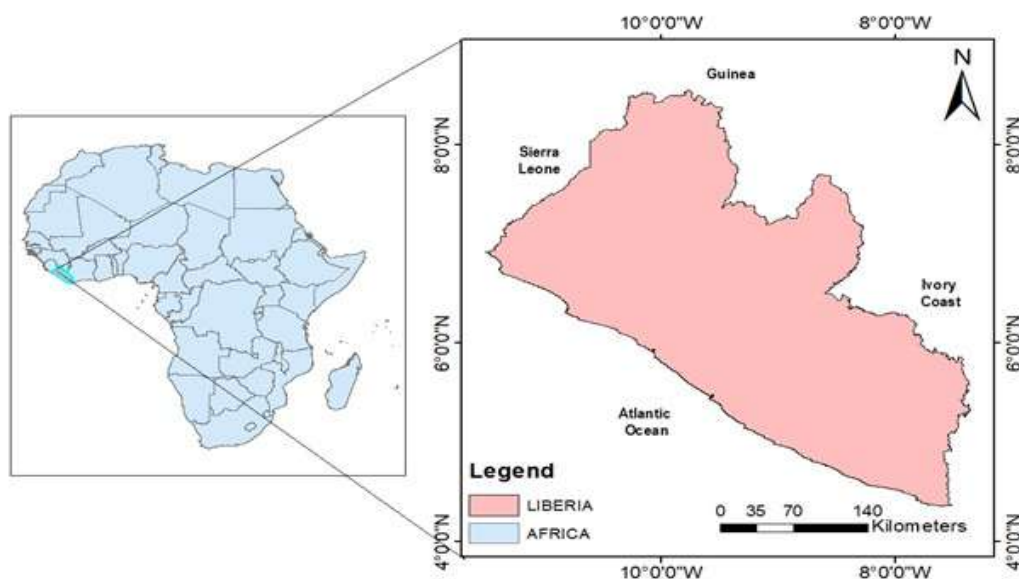 10°0'0"W 8°0'0"W
N
Guinea
8°0'0"N
8°0'0"N
Sierra
Leone
Ivory
Coast
6°0'0"N
6°0'0"N
Atlantic
Ocean
Legend
LIBERIA
AFRICA
0 35 70 140
Kilometers
4°0'0"N
4°0'0"N
10°0'0"W 8°0'0"W